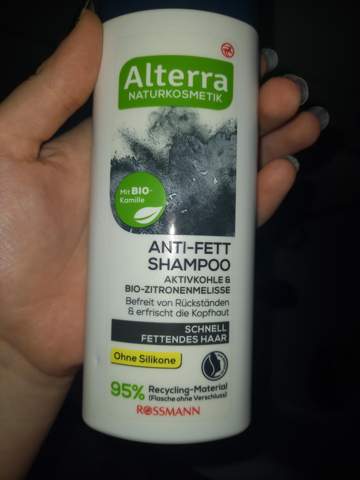 Alterra
NATURKOSMETIK
Mit BIO-
Kamille
ANTI-FETT
SHAMPOO
AKTIVKOHLE &
BIO-ZITRONENMELISSE
Befreit von Rückständen
& erfrischt die Kopfhaut
SCHNELL
FETTENDES HAAR
Ohne Silikone
95% Recycling-Material
(Flasche ohne Verschluss)
ROSSMANN